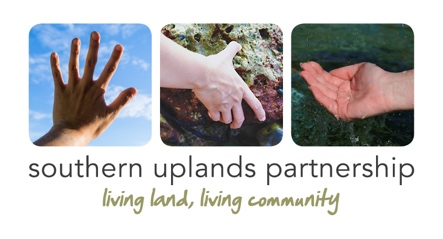 southern uplands partnership
living land, living community